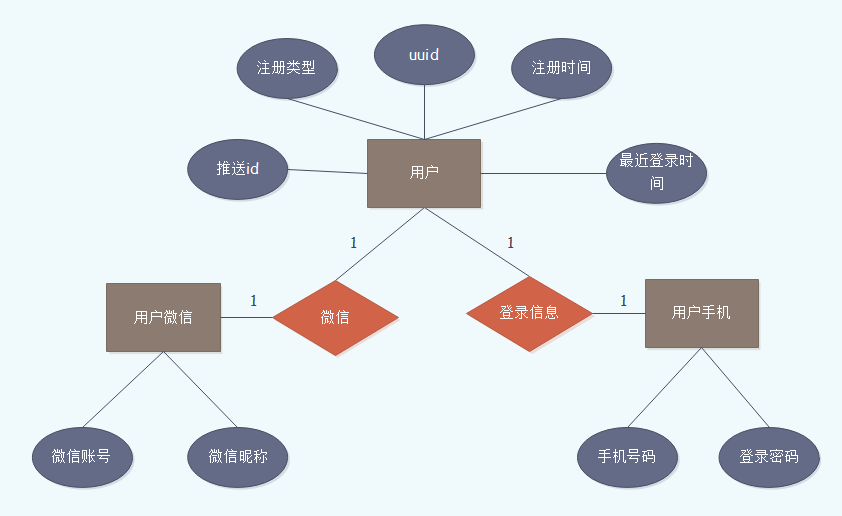 uuid
注册类型
注册时间
推送id
用户
最近登录时
间
1
1
用户微信
1
微信
登录信息
1
用户手机
微信账号
微信昵称
手机号码
登录密码